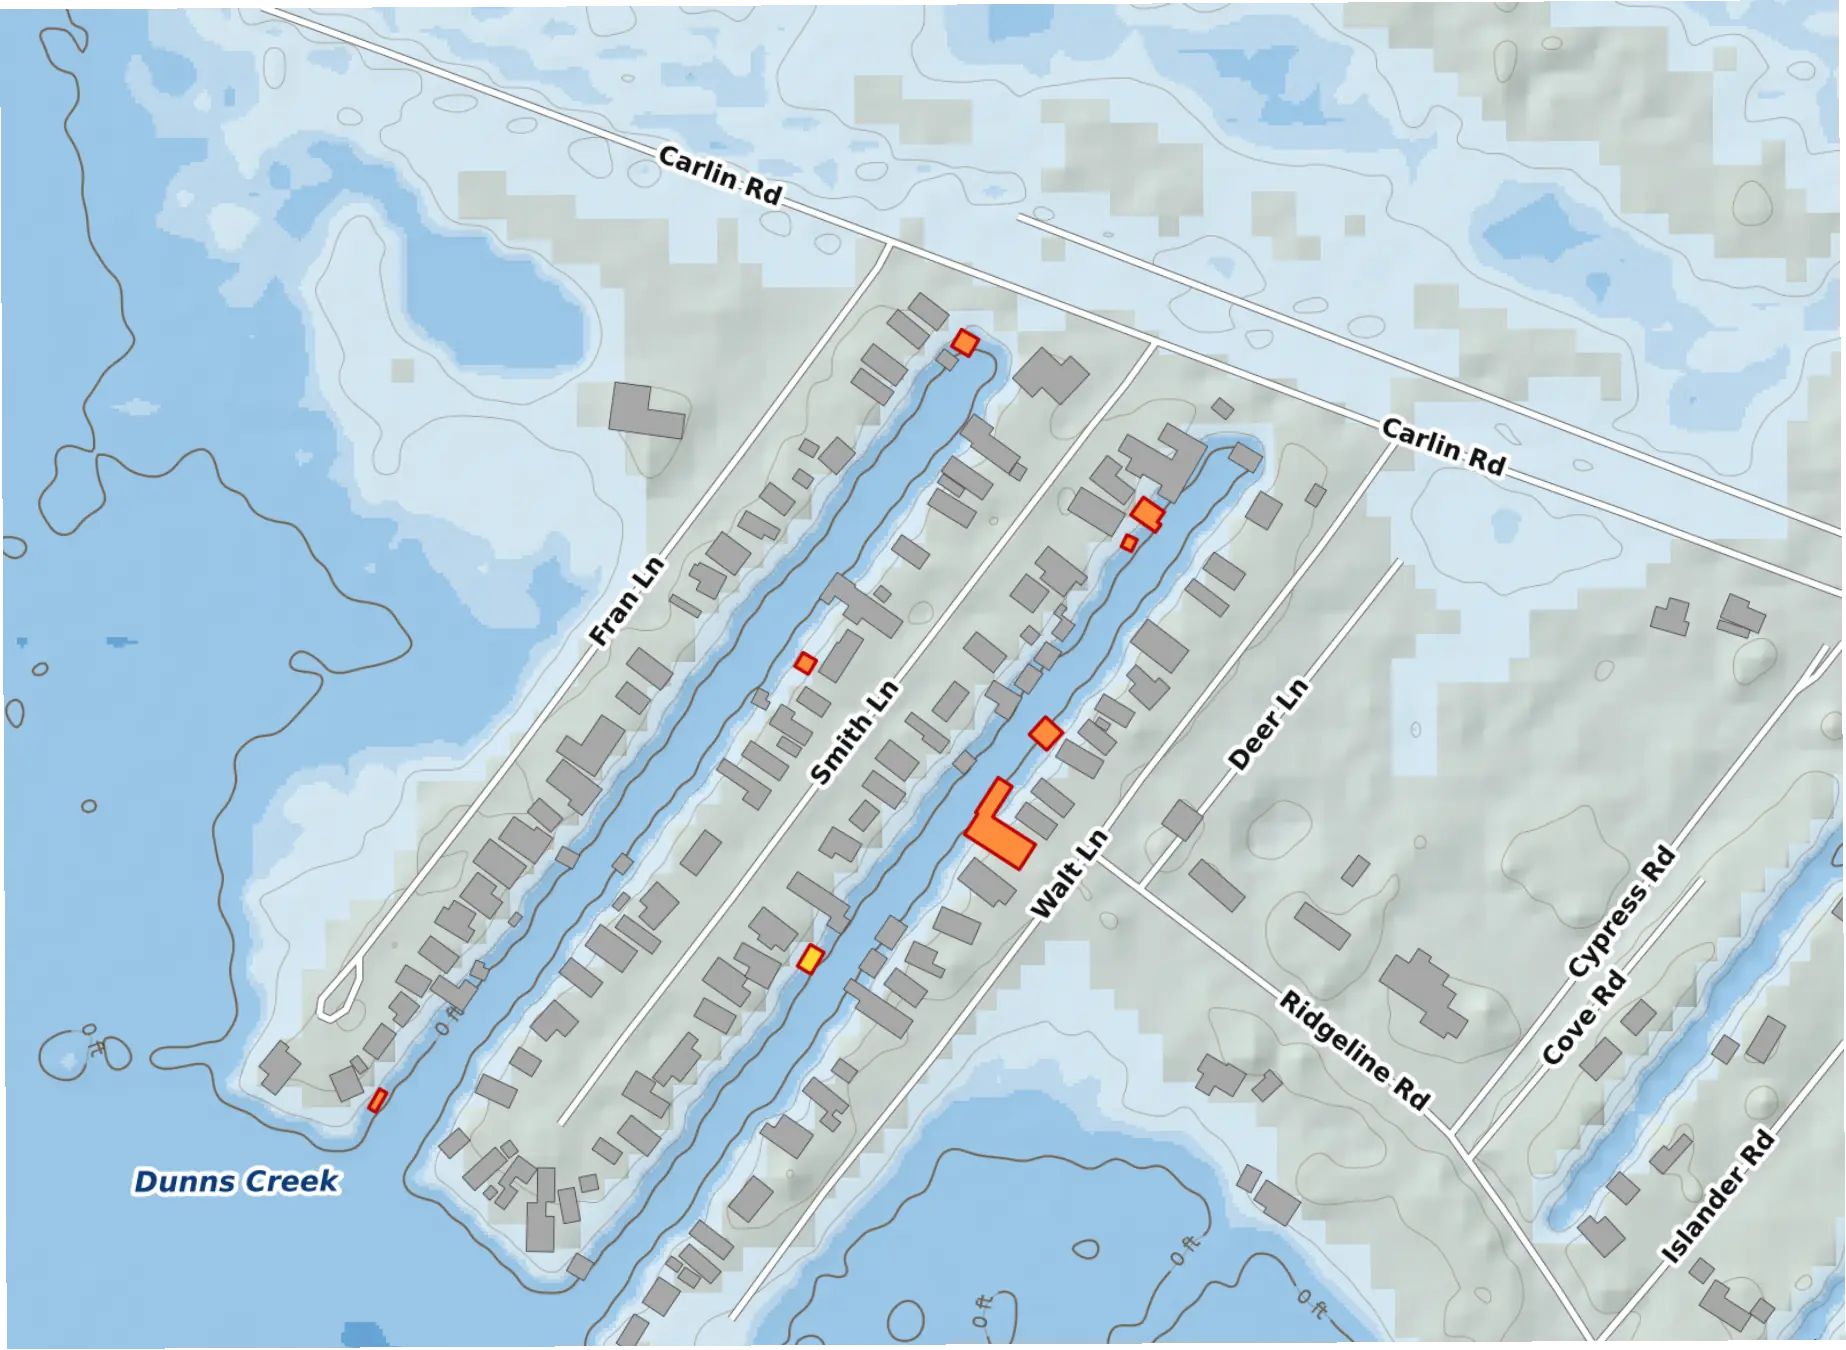 Carlin Rd
Carlin Rd
Fran Ln
Smith Ln
Deer Ln
Walt Ln
Cypress Rd
Cove Rd
Ridgeline Rd
0 ft
0 ft
Dunns Creek
Islander Rd
0 ft
0 ft
0 ft